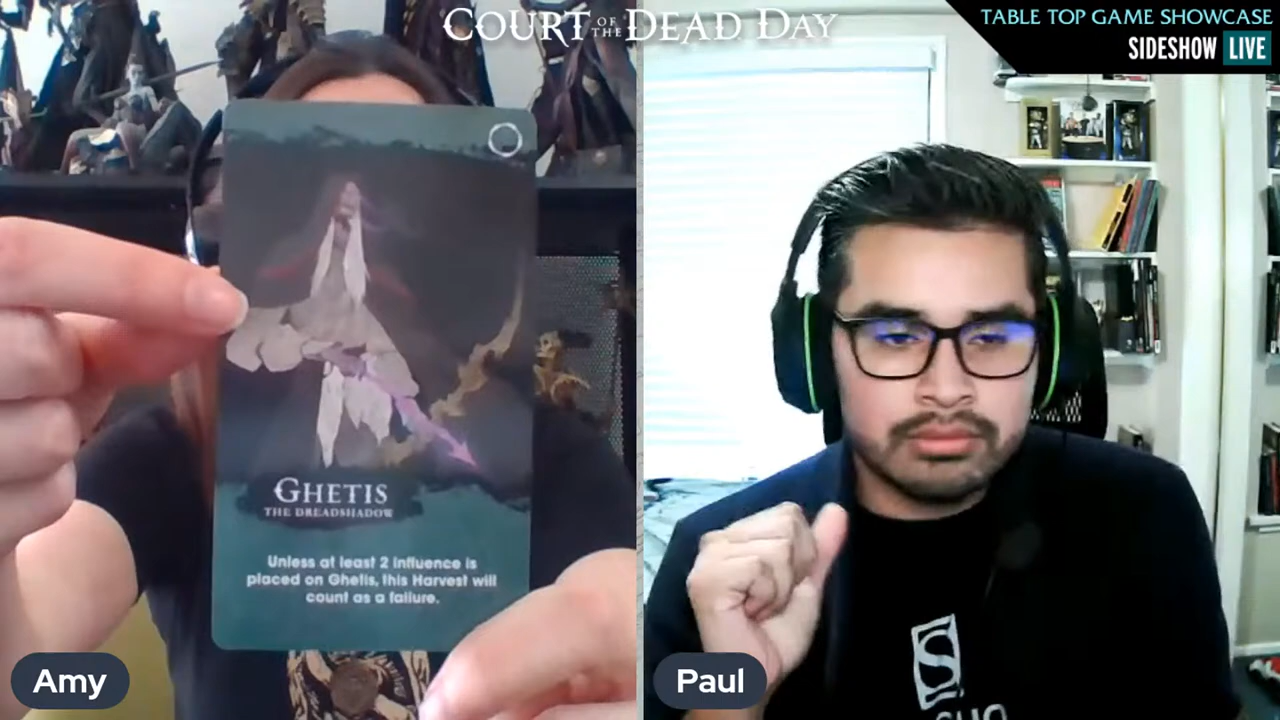 COURT OF THE DEAD DAY
TABLE TOP GAME SHOWCASE
SIDESHOW LIVE
GHETIS
THE DREADSHADOW
Unless at least 2 Influence is
placed on Ghetis, this Harvest will
count as a failure.
Amy
Paul